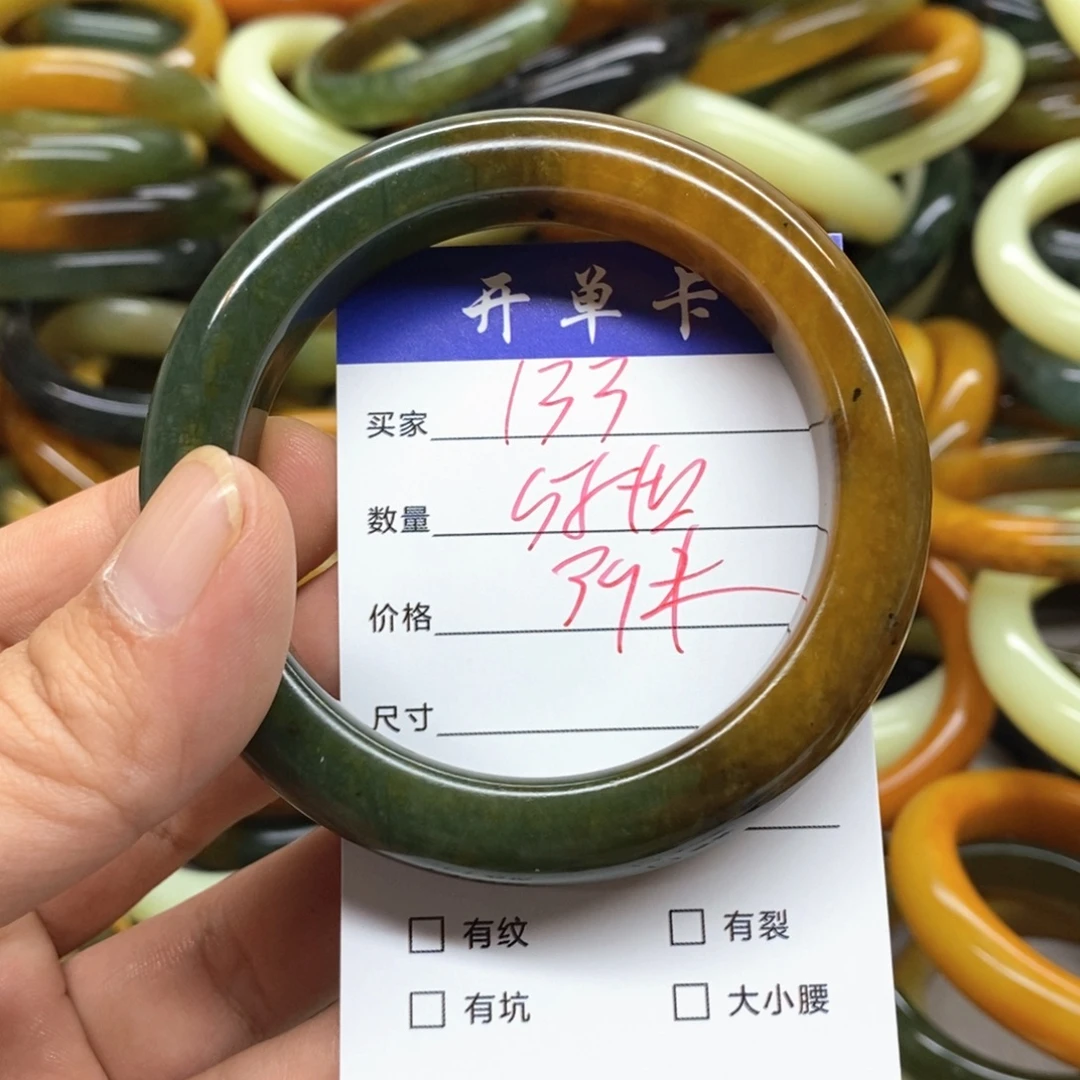 开单卡
买家 133
数量
价格
尺寸
有纹 有裂
有坑 大小腰